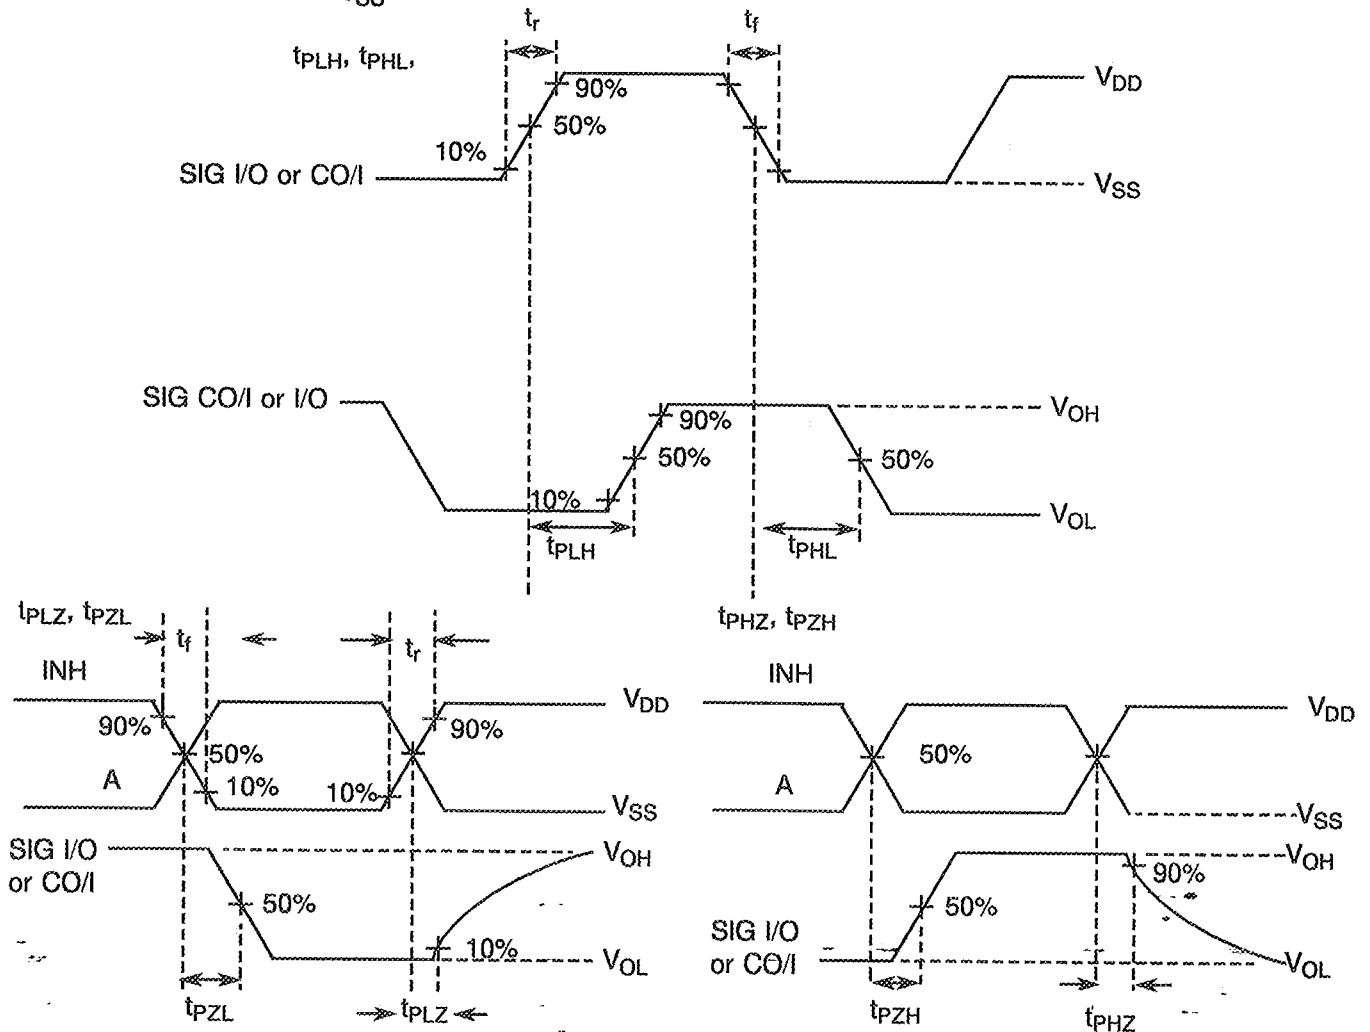 SS
tr tf
tPLH, tPHL,
90%
VDD
50%
10%
SIG I/O or CO/I
VSS
SIG CO/I or I/O
VOH
90%
50%
50%
10%
VOL
tPLH
tPHL
tPLZ, tPZL
tf
tr
INH
VDD
90%
90%
50%
A
10%
10%
VSS
SIG I/O
or CO/I
VOH
50%
10%
VOL
tPZL
tPLZ
tPHZ, tPZH
INH
VDD
50%
A
VSS
VOH
90%
50%
SIG I/O
or CO/I
VOL
tPZH
tPHZ